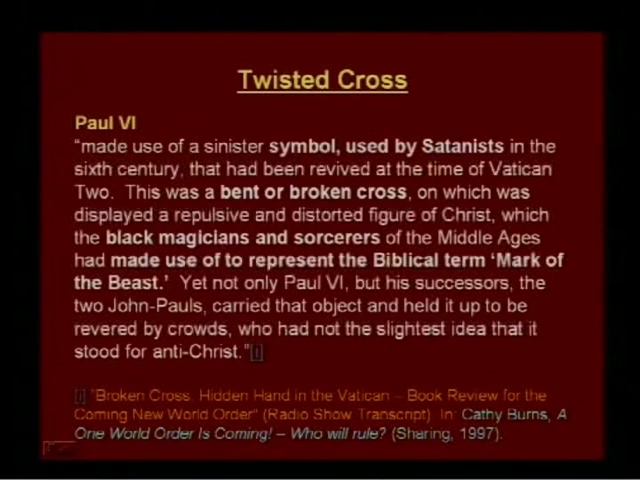 Twisted Cross
Paul VI
“made use of a sinister symbol, used by Satanists in the
sixth century, that had been revived at the time of Vatican
Two.  This was a bent or broken cross, on which was
displayed a repulsive and distorted figure of Christ, which
the black magicians and sorcerers of the Middle Ages
had made use of to represent the Biblical term ‘Mark of
the Beast.’  Yet not only Paul VI, but his successors, the
two John-Pauls, carried that object and held it up to be
revered by crowds, who had not the slightest idea that it
stood for anti-Christ.”[i]
[i] “Broken Cross: Hidden Hand in the Vatican – Book Review for the
Coming New World Order” (Radio Show Transcript)  In: Cathy Burns, A
One World Order Is Coming! – Who will rule? (Sharing, 1997).